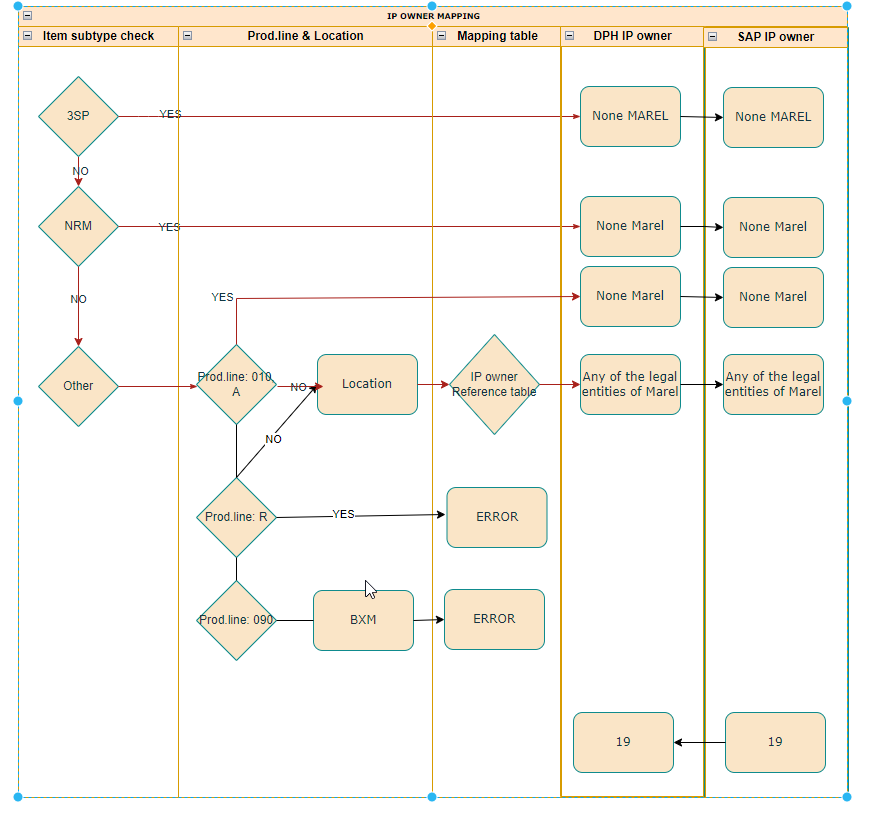 IP OWNER MAPPING
Item subtype check
Prod.line & Location
Mapping table
DPH IP owner
SAP IP owner
3SP
YES
None MAREL
None MAREL
NO
NRM
YES
None Marel
None Marel
NO
YES
None Marel
None Marel
Other
Prod.line: 010,
A
NO
Location
IP owner
Reference table
Any of the legal
entities of Marel
Any of the legal
entities of Marel
NO
Prod.line: R
YES
ERROR
Prod.line: 090
BXM
ERROR
19
19